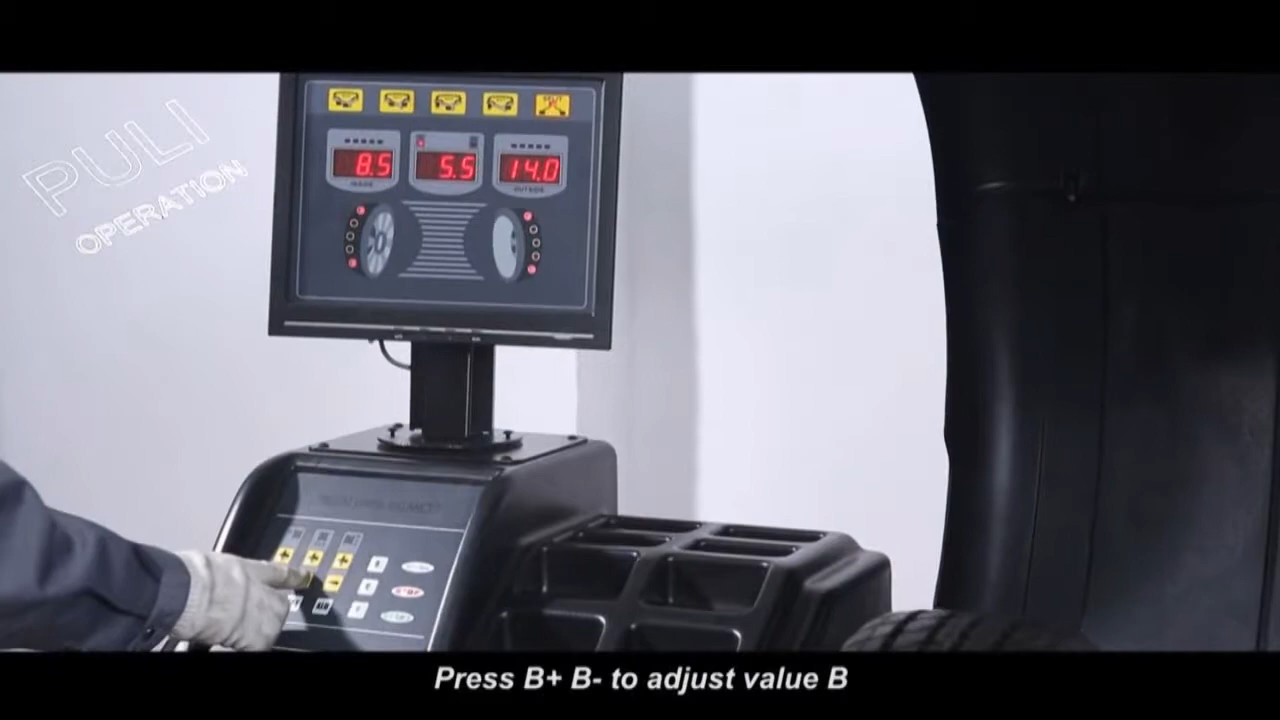 PULI
OPERATION
8.5
5.5
14.0
INSIDE
OUTSIDE
STOP
Press B+ B- to adjust value B